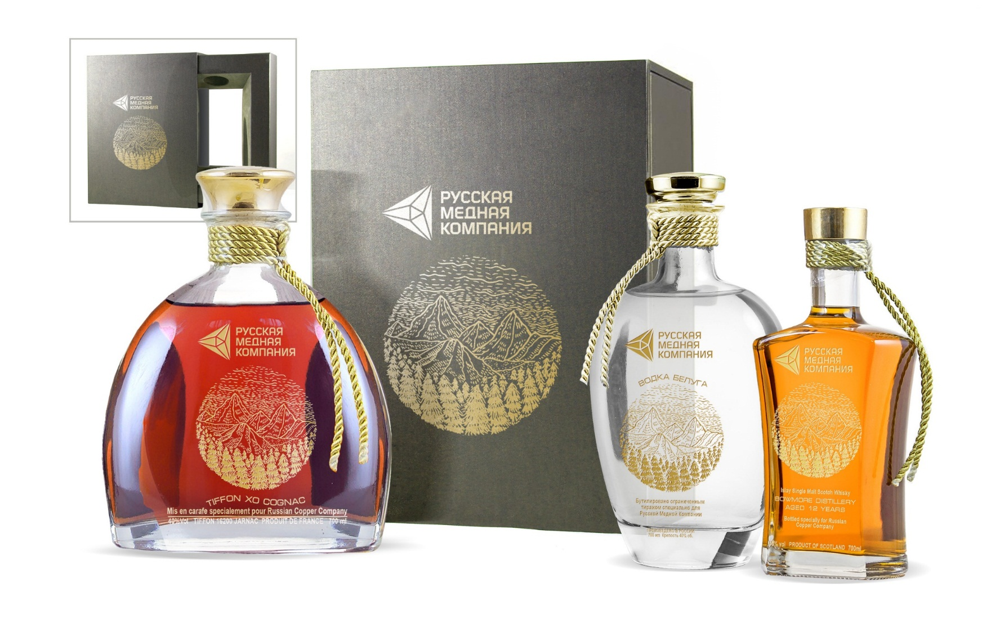 РУССКАЯ
МЕДНАЯ
КОМПАНИЯ
РУССКАЯ
МЕДНАЯ
КОМПАНИЯ
РУССКАЯ
МЕДНАЯ
КОМПАНИЯ
TIFFON XO COGNAC
Mis en carafe specialement pour Russian Copper Company
40%Vol TIFFON 16200 JARNAC PRODUIT DE FRANCE 700 ml
РУССКАЯ
МЕДНАЯ
КОМПАНИЯ
ВОДКА БЕЛУГА
Бутилировано ограниченным
тиражом специально для
Русской Медной Компании
ПРОИЗВЕДЕНО В РОССИИ
700 мл Крепость 40% об.
РУССКАЯ
МЕДНАЯ
КОМПАНИЯ
Islay Single Malt Scotch Whisky
BOWMORE DISTILLERY
AGED 12 YEARS
Bottled specially for Russian
Copper Company
40% vol PRODUCT OF SCOTLAND 700ml